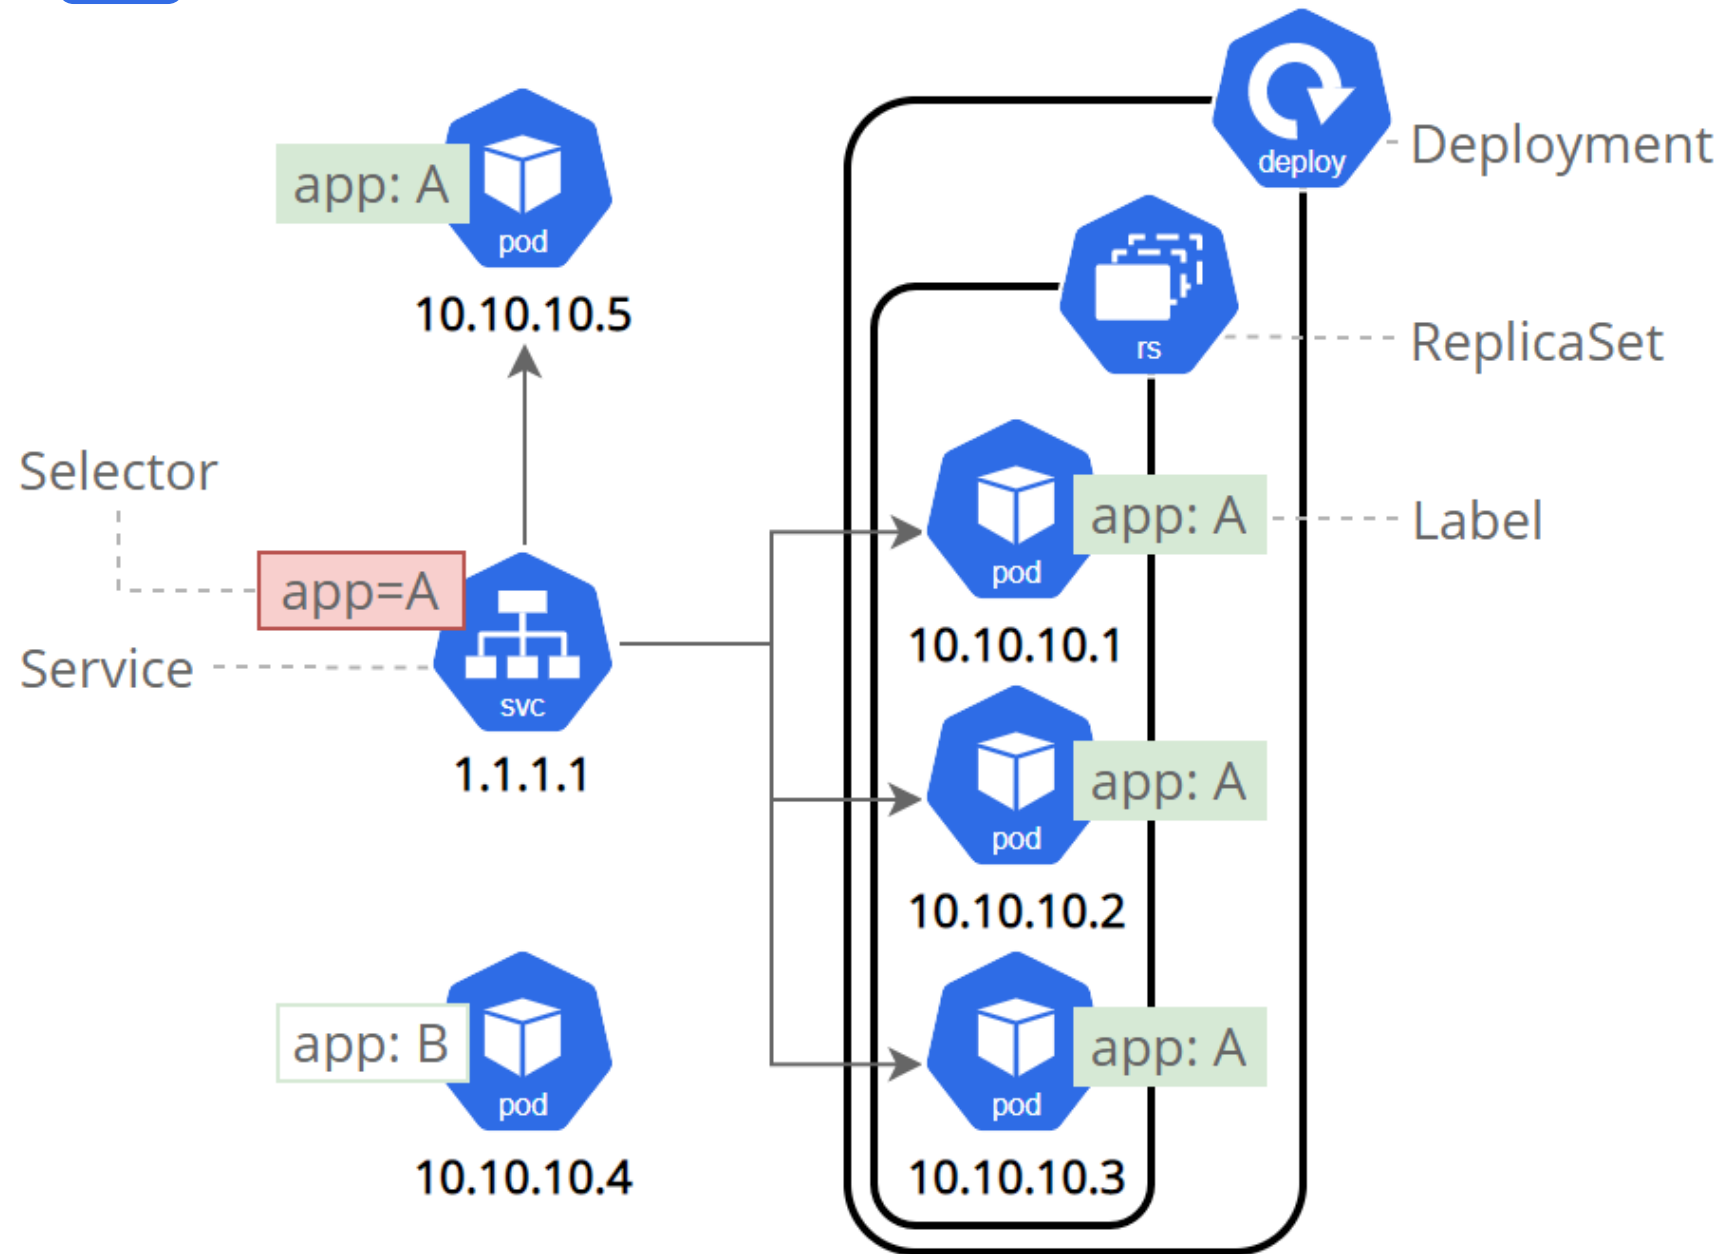 deploy
Deployment
app: A
pod
10.10.10.5
rs
ReplicaSet
Selector
app=A
Service
svc
1.1.1.1
pod
app: A
Label
10.10.10.1
pod
app: A
10.10.10.2
app: B
pod
10.10.10.4
pod
app: A
10.10.10.3